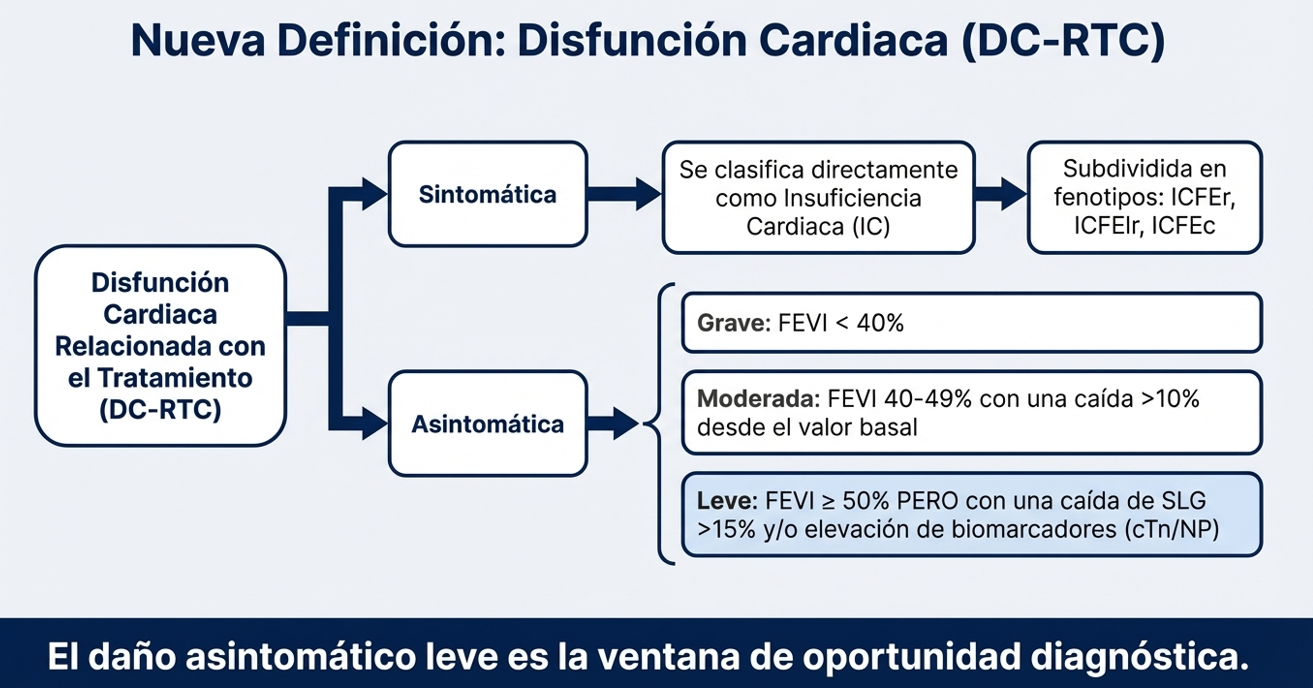 Nueva Definición: Disfunción Cardiaca (DC-RTC)
Disfunción
Cardiaca
Relacionada con
el Tratamiento
(DC-RTC)
Sintomática
Se clasifica directamente
como Insuficiencia
Cardiaca (IC)
Subdividida en
fenotipos: ICFEr,
ICFElr, ICFEc
Asintomática
Grave: FEVI < 40%
Moderada: FEVI 40-49% con una caída >10%
desde el valor basal
Leve: FEVI ≥ 50% PERO con una caída de SLG
>15% y/o elevación de biomarcadores (cTn/NP)
El daño asintomático leve es la ventana de oportunidad diagnóstica.